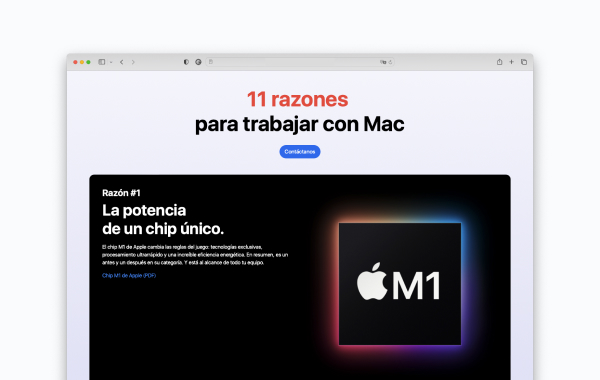 11 razones
para trabajar con Mac
Contáctanos
Razón #1
La potencia
de un chip único.
El chip M1 de Apple cambia las reglas del juego: tecnologías exclusivas,
procesamiento ultrarrápido y una increíble eficiencia energética. En resumen, es un
antes y un después en su categoría. Y está al alcance de todo tu equipo.
Chip M1 de Apple (PDF)
M1